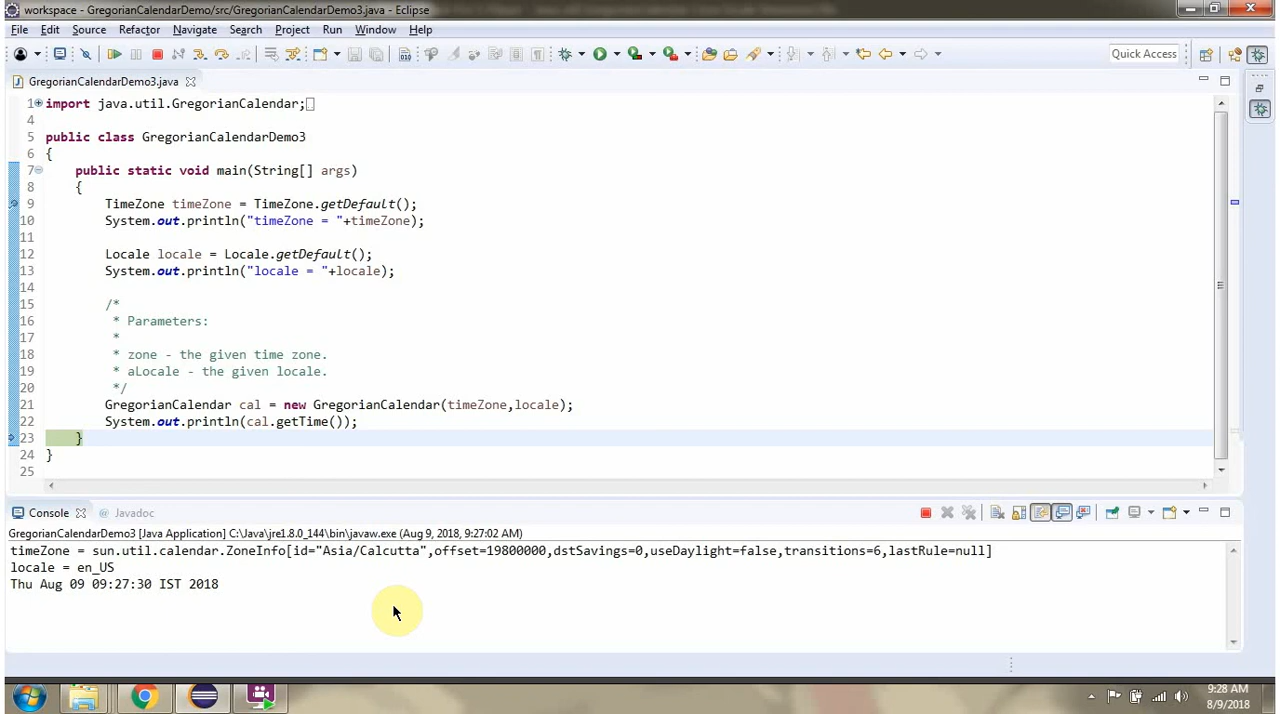 workspace - GregorianCalendarDemo/src/GregorianCalendarDemo3.java - Eclipse
File Edit Source Refactor Navigate Search Project Run Window Help
Quick Access
GregorianCalendarDemo3.java
1 import java.util.GregorianCalendar;
4
5 public class GregorianCalendarDemo3
6 {
7 public static void main(String[] args)
8 {
9 TimeZone timeZone = TimeZone.getDefault();
10 System.out.println("timeZone = "+timeZone);
11
12 Locale locale = Locale.getDefault();
13 System.out.println("locale = "+locale);
14
15 /*
16 * Parameters:
17 *
18 * zone - the given time zone.
19 * aLocale - the given locale.
20 */
21 GregorianCalendar cal = new GregorianCalendar(timeZone,locale);
22 System.out.println(cal.getTime());
23 }
24 }
25
Console @ Javadoc
GregorianCalendarDemo3 [Java Application] C:\Java\jre1.8.0_144\bin\javaw.exe (Aug 9, 2018, 9:27:02 AM)
timeZone = sun.util.calendar.ZoneInfo[id="Asia/Calcutta",offset=19800000,dstSavings=0,useDaylight=false,transitions=6,lastRule=null]
locale = en_US
Thu Aug 09 09:27:30 IST 2018
9:28 AM
8/9/2018